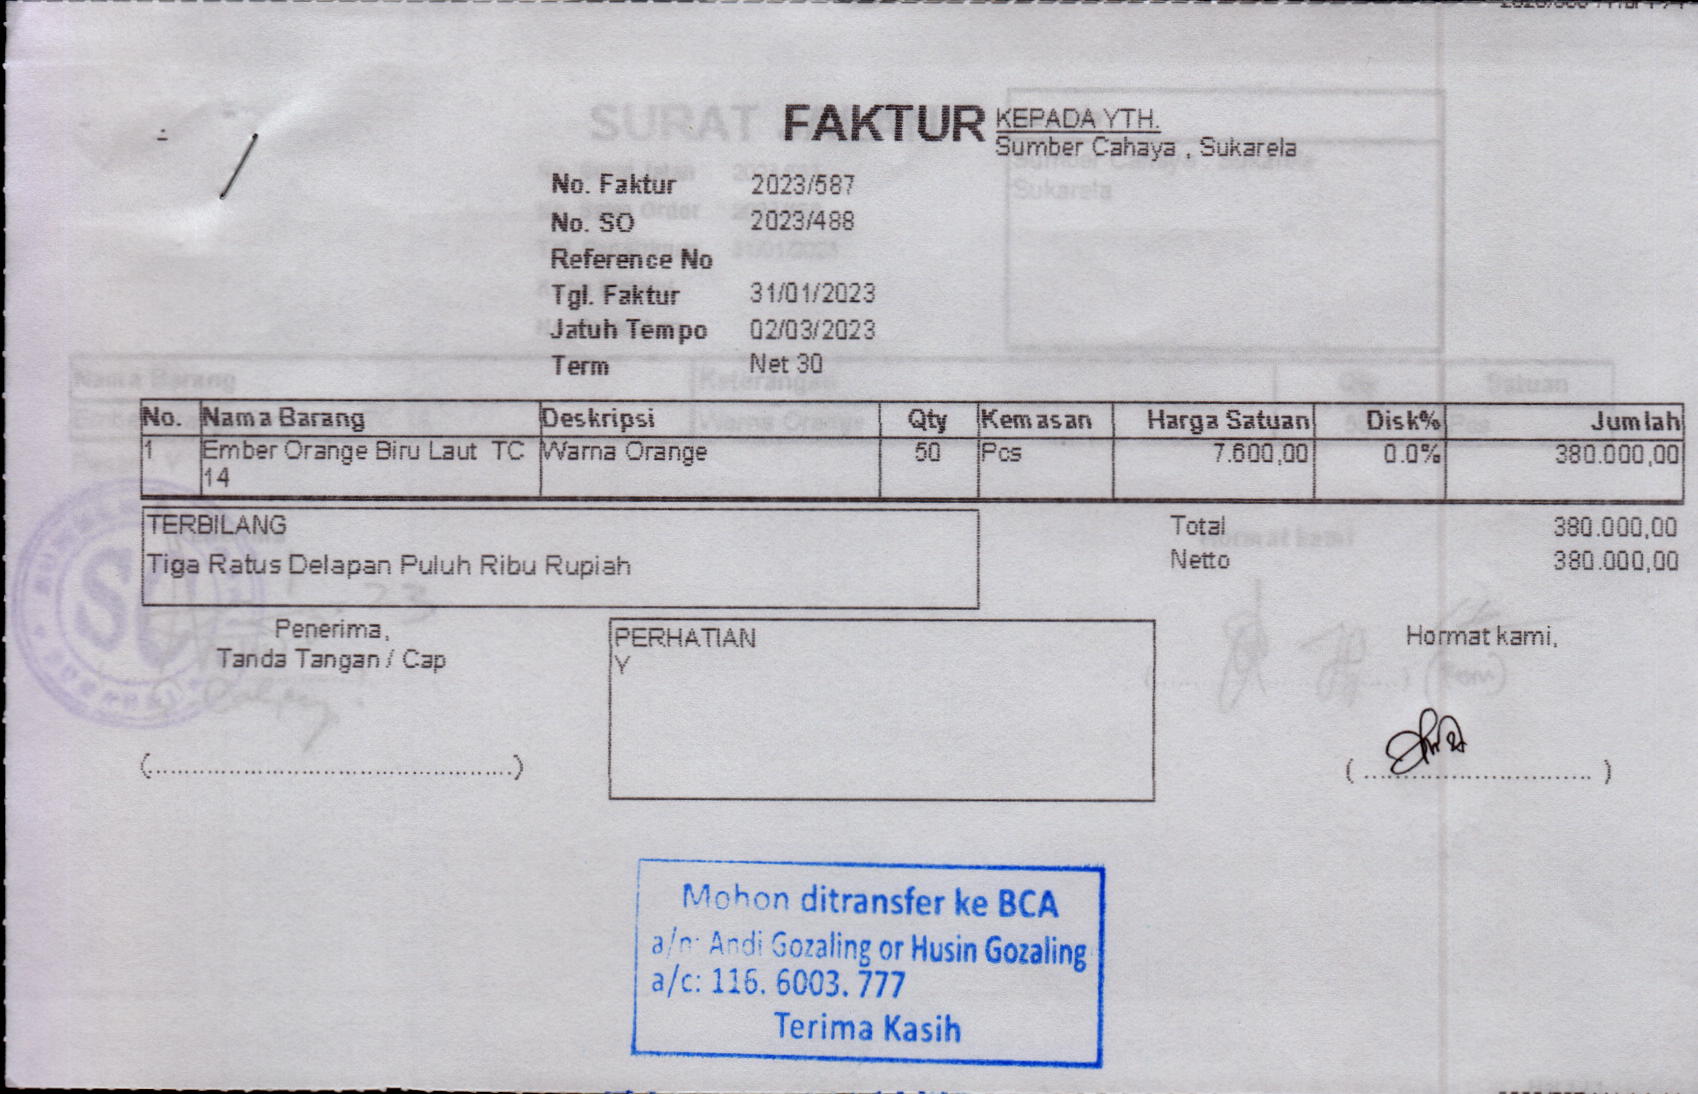 FAKTUR
KEPADA YTH.
Sumber Cahaya , Sukarela
No. Faktur 2023/587
No. SO 2023/488
Reference No
Tgl. Faktur 31/01/2023
Jatuh Tempo 02/03/2023
Term Net 30
No. Nama Barang Deskripsi Qty Kemasan Harga Satuan Disk% Jumlah
1 Ember Orange Biru Laut TC 14 Warna Orange 50 Pcs 7.600,00 0.0% 380.000,00
TERBILANG
Tiga Ratus Delapan Puluh Ribu Rupiah
Total 380.000,00
Netto 380.000,00
Penerima,
Tanda Tangan / Cap
PERHATIAN
Y
Hormat kami,
Mohon ditransfer ke BCA
a/n: Andi Gozaling or Husin Gozaling
a/c: 116. 6003. 777
Terima Kasih